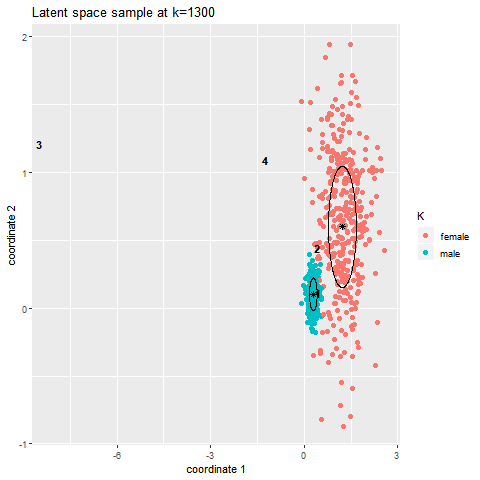 Latent space sample at k=1300
2
3
4
1
2
1
0
-1
-6
-3
0
3
coordinate 1
coordinate 2
K
female
male